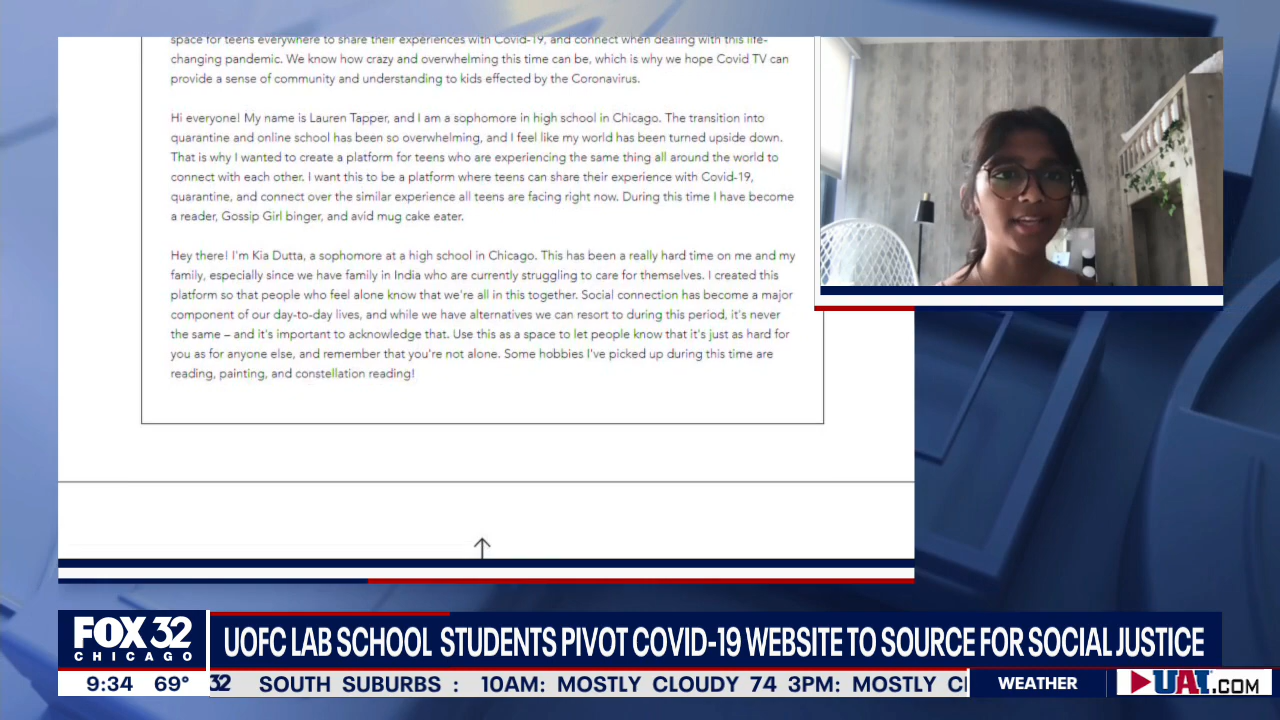 space for teens everywhere to share their experiences with Covid-19, and connect when dealing with this life-
changing pandemic. We know how crazy and overwhelming this time can be, which is why we hope Covid TV can
provide a sense of community and understanding to kids effected by the Coronavirus.
Hi everyone! My name is Lauren Tapper, and I am a sophomore in high school in Chicago. The transition into
quarantine and online school has been so overwhelming, and I feel like my world has been turned upside down.
That is why I wanted to create a platform for teens who are experiencing the same thing all around the world to
connect with each other. I want this to be a platform where teens can share their experience with Covid-19,
quarantine, and connect over the similar experience all teens are facing right now. During this time I have become
a reader, Gossip Girl binger, and avid mug cake eater.
Hey there! I'm Kia Dutta, a sophomore at a high school in Chicago. This has been a really hard time on me and my
family, especially since we have family in India who are currently struggling to care for themselves. I created this
platform so that people who feel alone know that we're all in this together. Social connection has become a major
component of our day-to-day lives, and while we have alternatives we can resort to during this period, it's never
the same – and it's important to acknowledge that. Use this as a space to let people know that it's just as hard for
you as for anyone else, and remember that you're not alone. Some hobbies I've picked up during this time are
reading, painting, and constellation reading!
FOX 32
CHICAGO
UOFC LAB SCHOOL STUDENTS PIVOT COVID-19 WEBSITE TO SOURCE FOR SOCIAL JUSTICE
9:34 69° 32 SOUTH SUBURBS : 10AM: MOSTLY CLOUDY 74 3PM: MOSTLY WEATHER UAI.COM